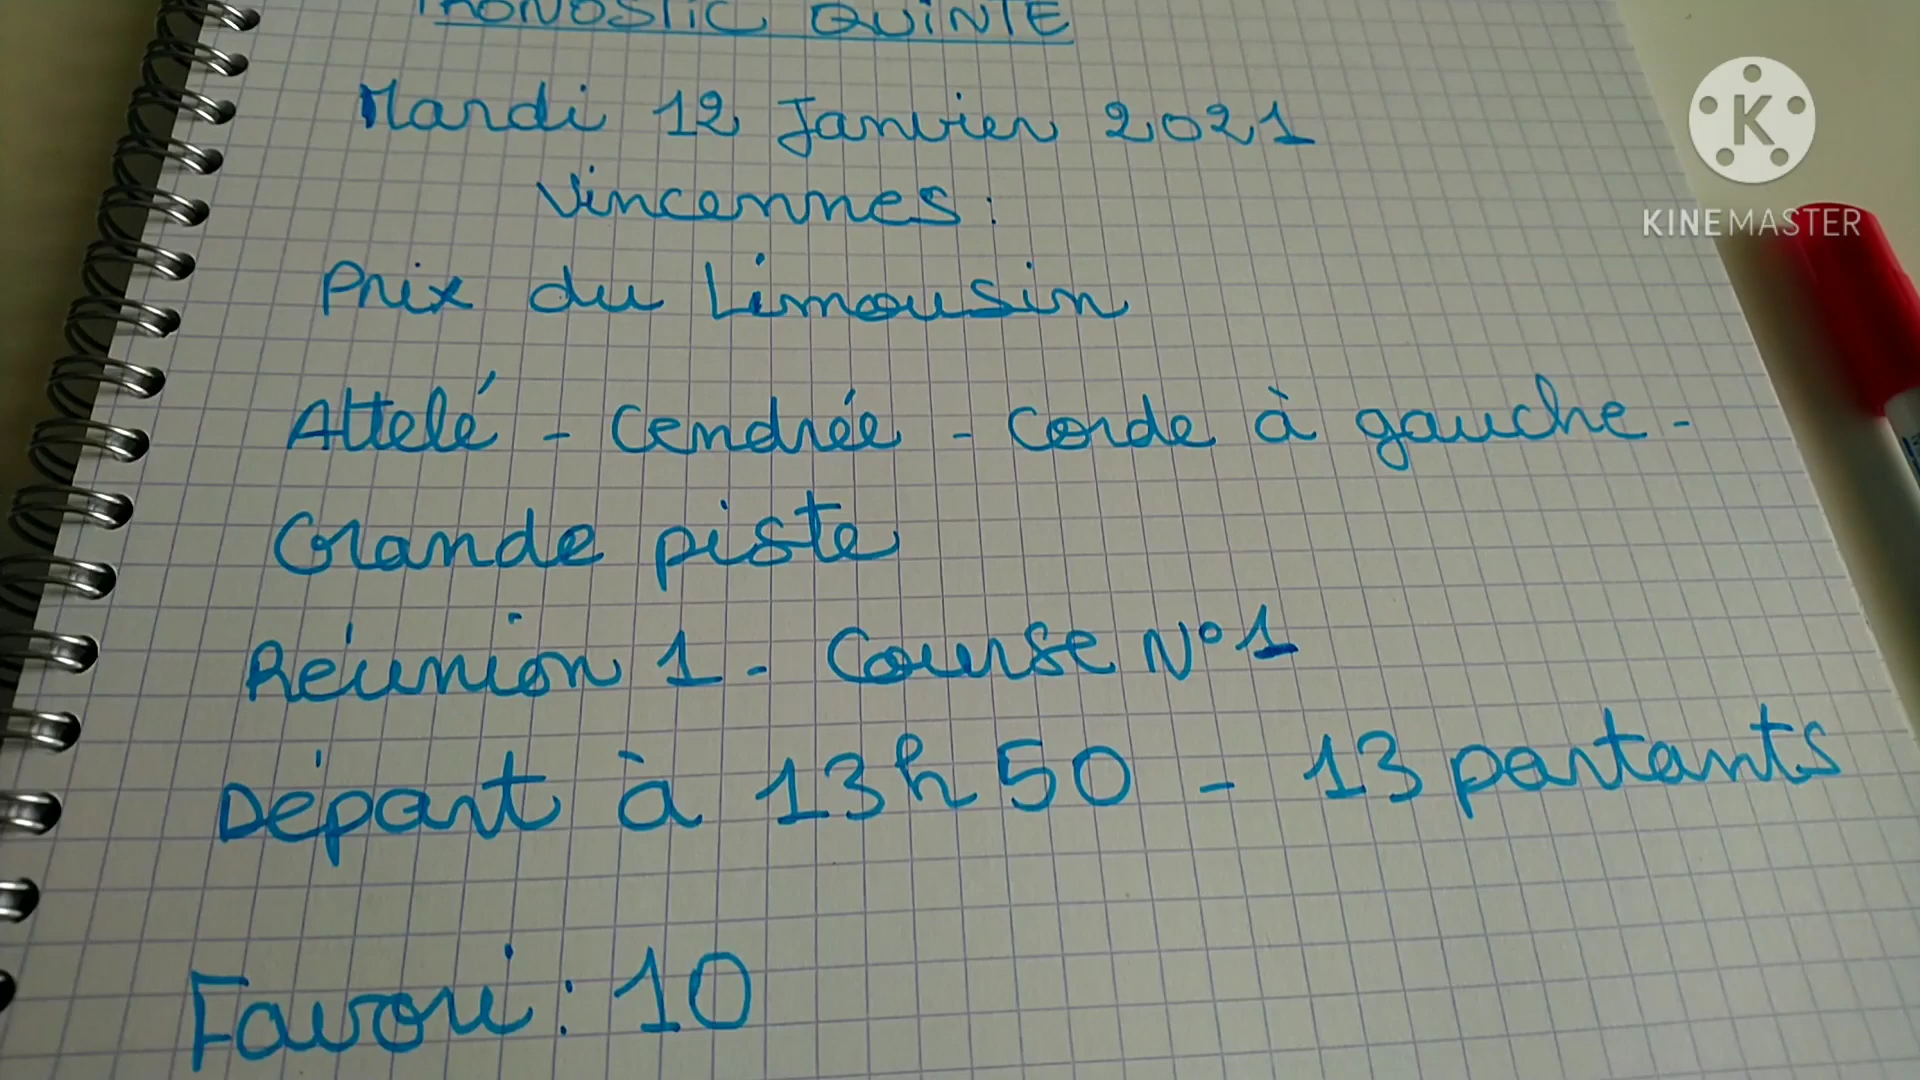 PRONOSTIC QUINTE
Mardi 12 Janvier 2021
Vincennes :
Prix du Limousin
Attelé - Cendrée - Corde à gauche -
Grande piste
Réunion 1 - Course N°1
Départ à 13h50 - 13 partants
Favori : 10
K
KINEMASTER